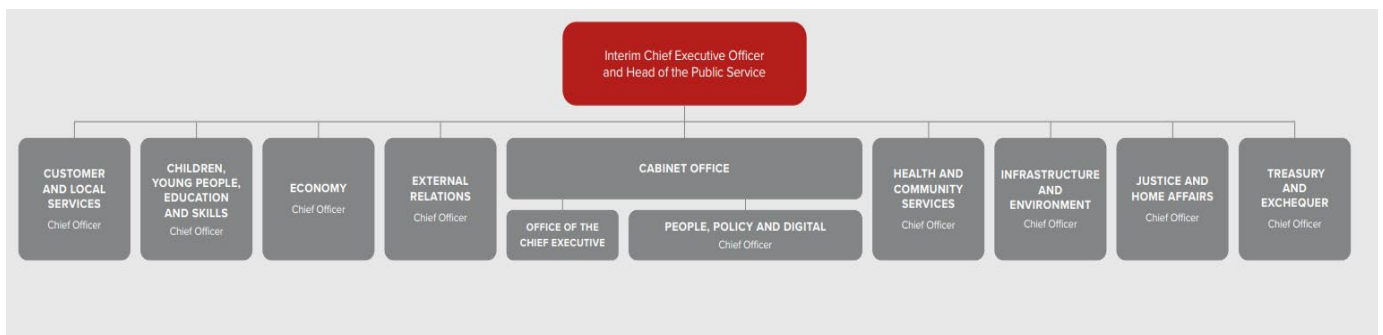 Interim Chief Executive Officer
and Head of the Public Service
CUSTOMER
AND LOCAL
SERVICES
Chief Officer
CHILDREN,
YOUNG PEOPLE,
EDUCATION
AND SKILLS
Chief Officer
ECONOMY
Chief Officer
EXTERNAL
RELATIONS
Chief Officer
CABINET OFFICE
OFFICE OF THE
CHIEF EXECUTIVE
PEOPLE, POLICY AND DIGITAL
Chief Officer
HEALTH AND
COMMUNITY
SERVICES
Chief Officer
INFRASTRUCTURE
AND
ENVIRONMENT
Chief Officer
JUSTICE AND
HOME AFFAIRS
Chief Officer
TREASURY
AND
EXCHEQUER
Chief Officer